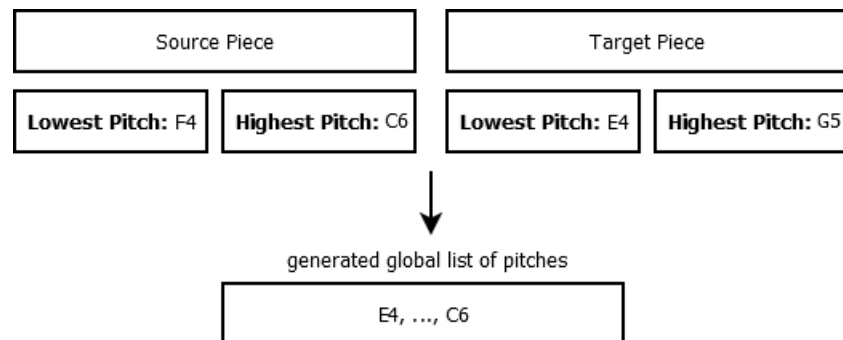 Source Piece
Target Piece
Lowest Pitch: F4
Highest Pitch: C6
Lowest Pitch: E4
Highest Pitch: G5
generated global list of pitches
E4, ..., C6